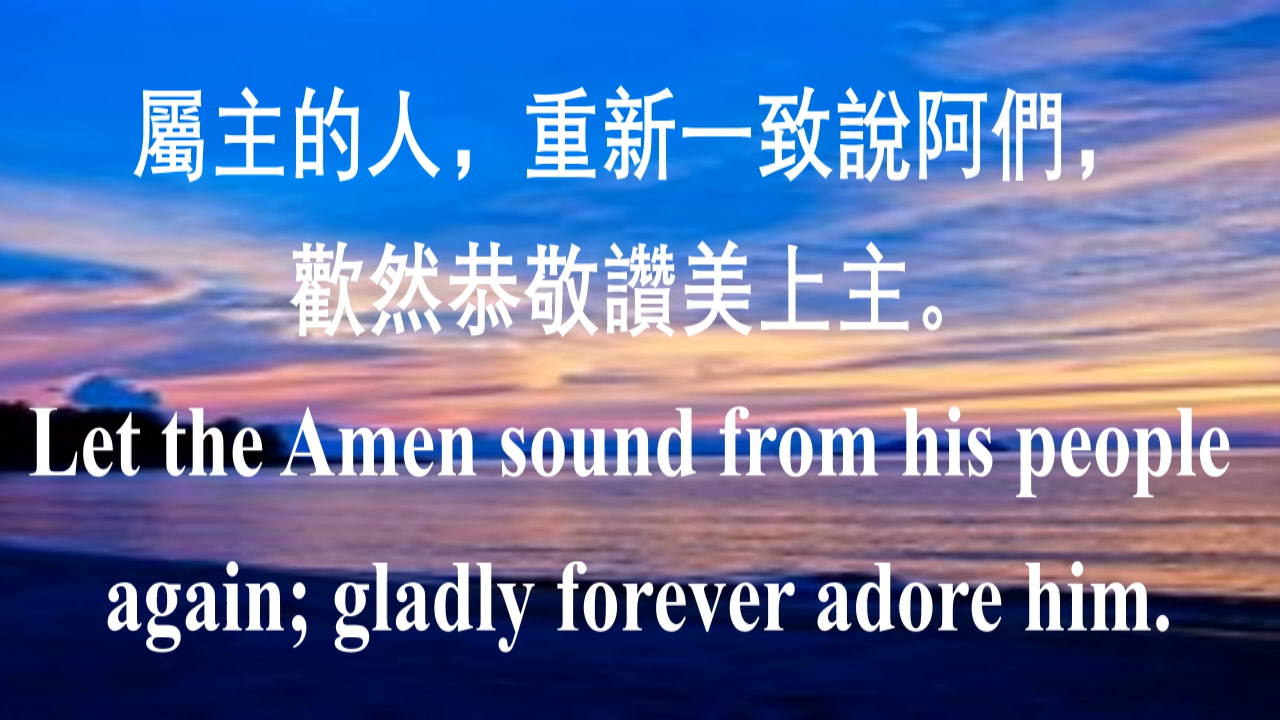 屬主的人，重新一致說阿們，
歡然恭敬讚美上主。
Let the Amen sound from his people
again; gladly forever adore him.